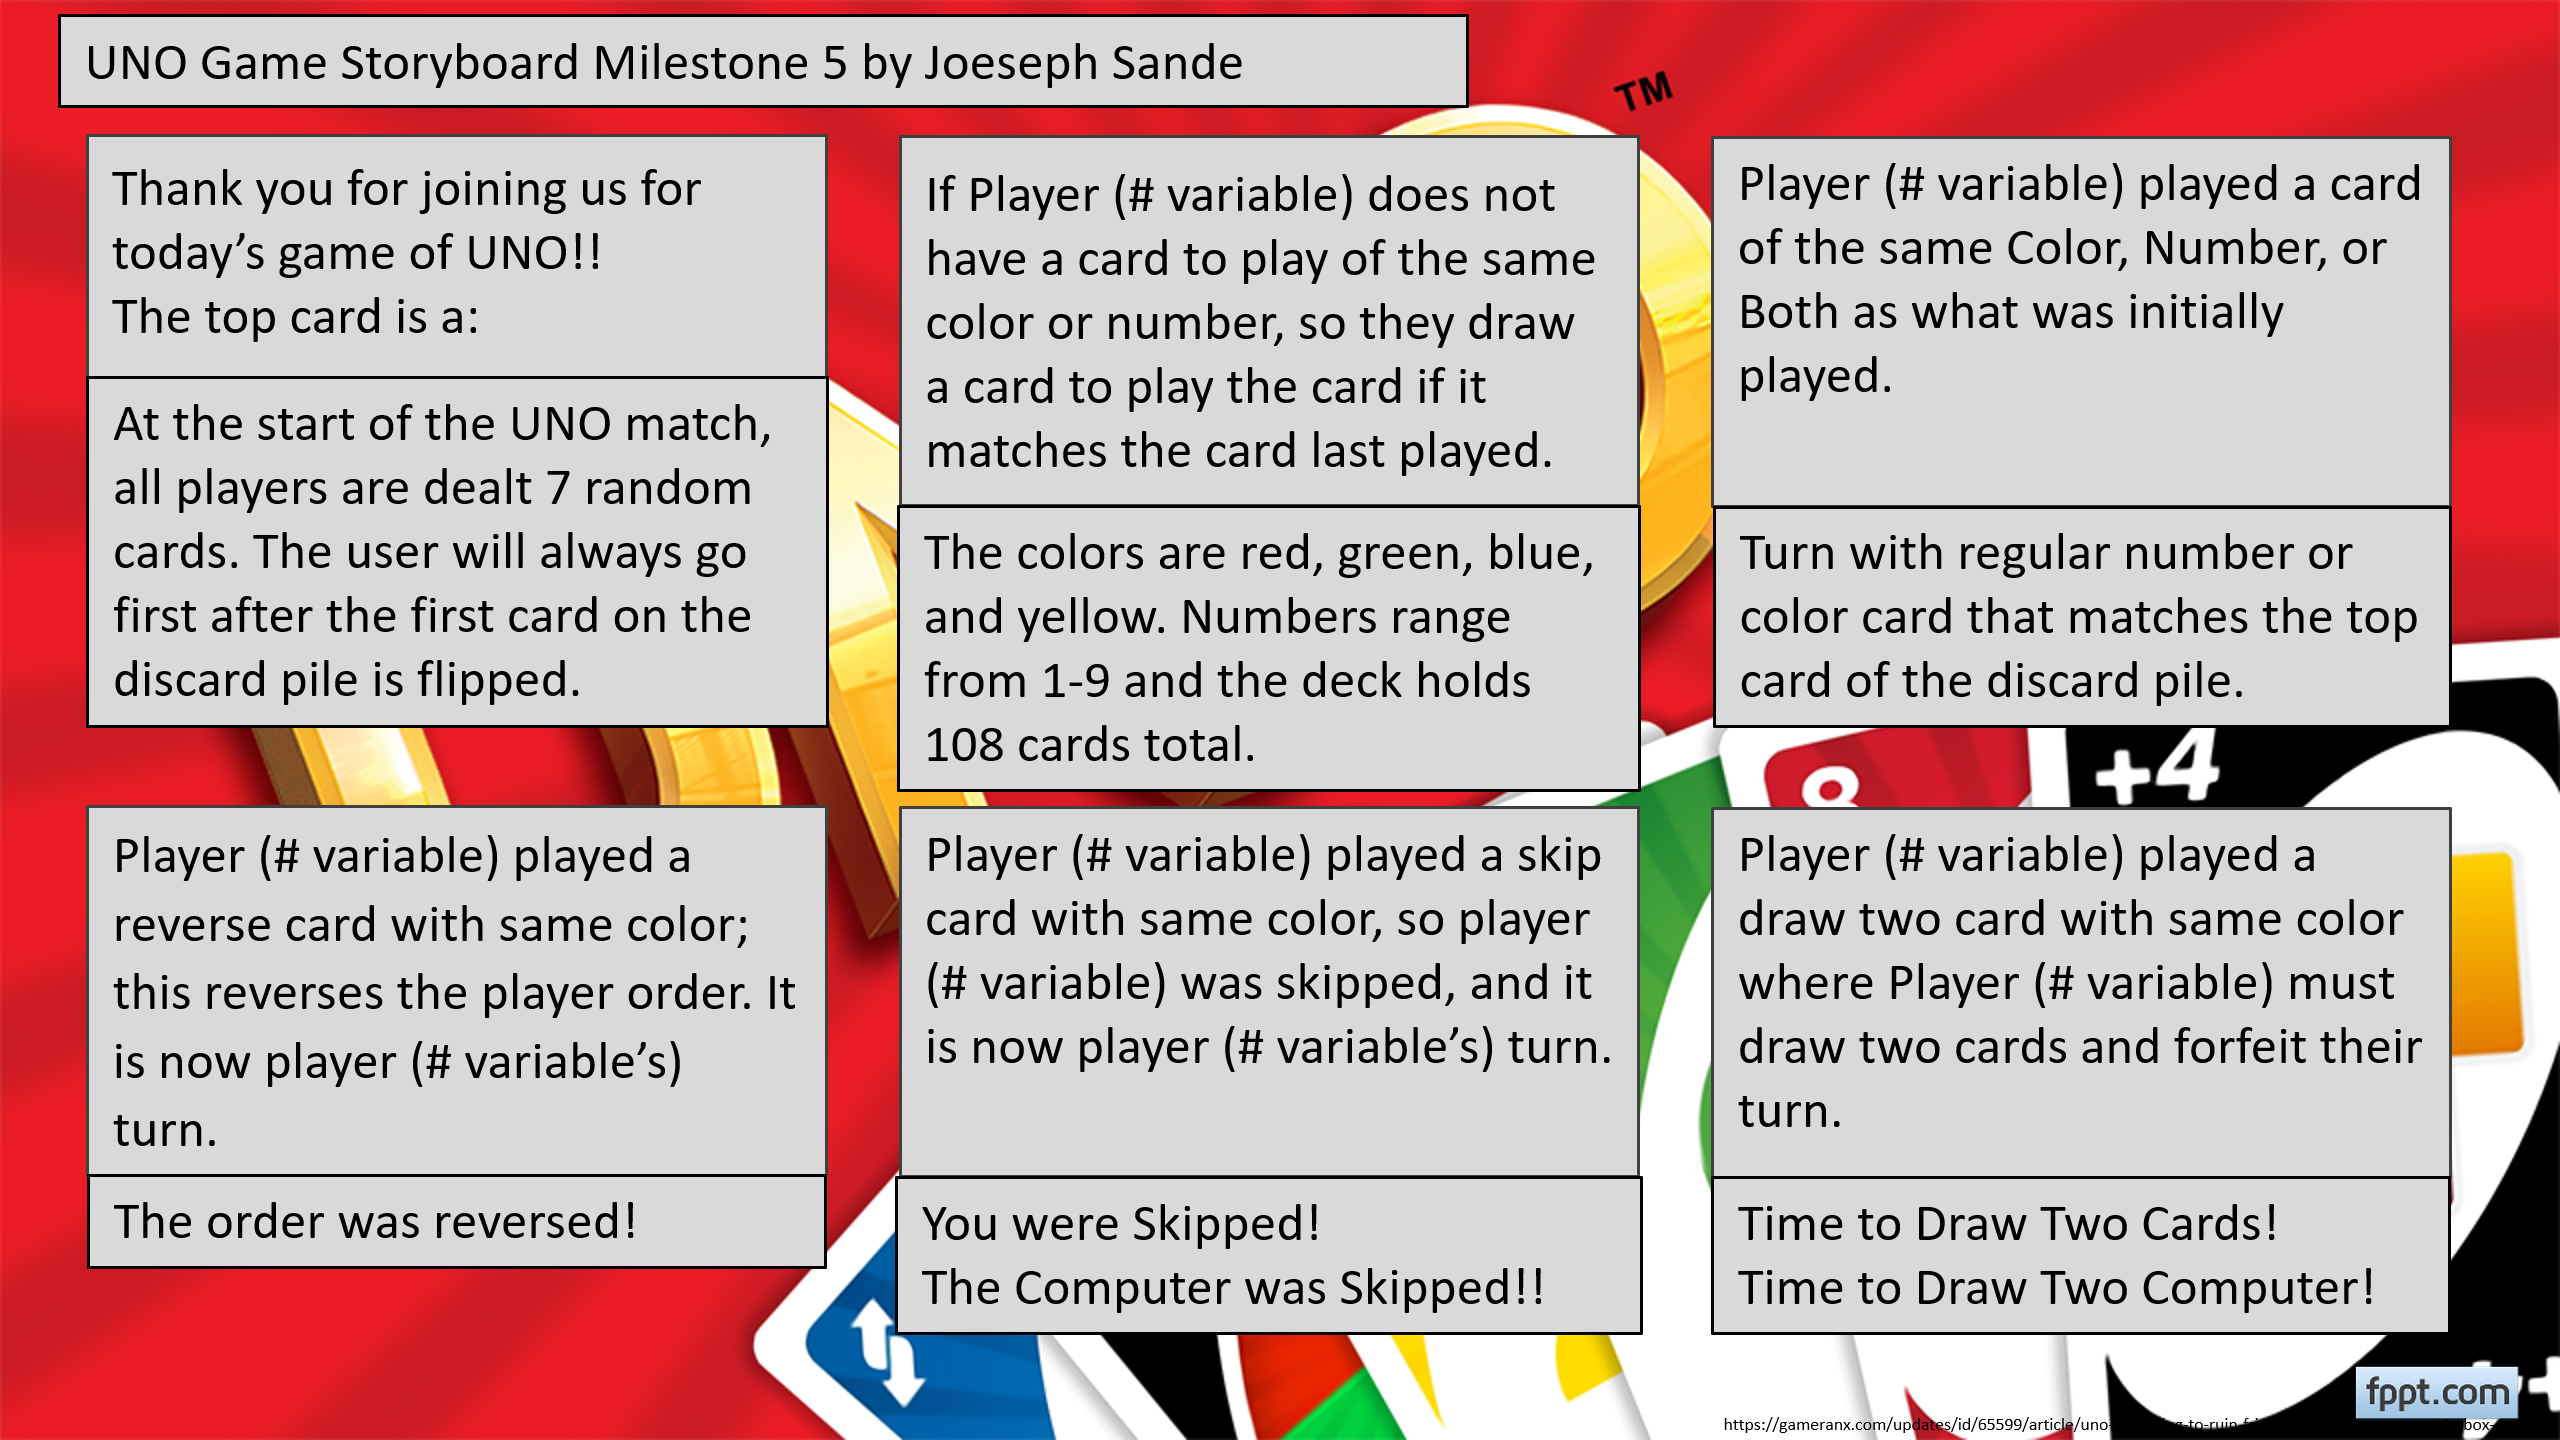 UNO Game Storyboard Milestone 5 by Joeseph Sande
TM
Thank you for joining us for
today’s game of UNO!!
The top card is a:
At the start of the UNO match,
all players are dealt 7 random
cards. The user will always go
first after the first card on the
discard pile is flipped.
If Player (# variable) does not
have a card to play of the same
color or number, so they draw
a card to play the card if it
matches the card last played.
The colors are red, green, blue,
and yellow. Numbers range
from 1-9 and the deck holds
108 cards total.
Player (# variable) played a card
of the same Color, Number, or
Both as what was initially
played.
Turn with regular number or
color card that matches the top
card of the discard pile.
8
+4
Player (# variable) played a
reverse card with same color;
this reverses the player order. It
is now player (# variable’s)
turn.
The order was reversed!
Player (# variable) played a skip
card with same color, so player
(# variable) was skipped, and it
is now player (# variable’s) turn.
You were Skipped!
The Computer was Skipped!!
Player (# variable) played a
draw two card with same color
where Player (# variable) must
draw two cards and forfeit their
turn.
Time to Draw Two Cards!
Time to Draw Two Computer!
fppt.com
https://gameranx.com/updates/id/65599/article/uno-